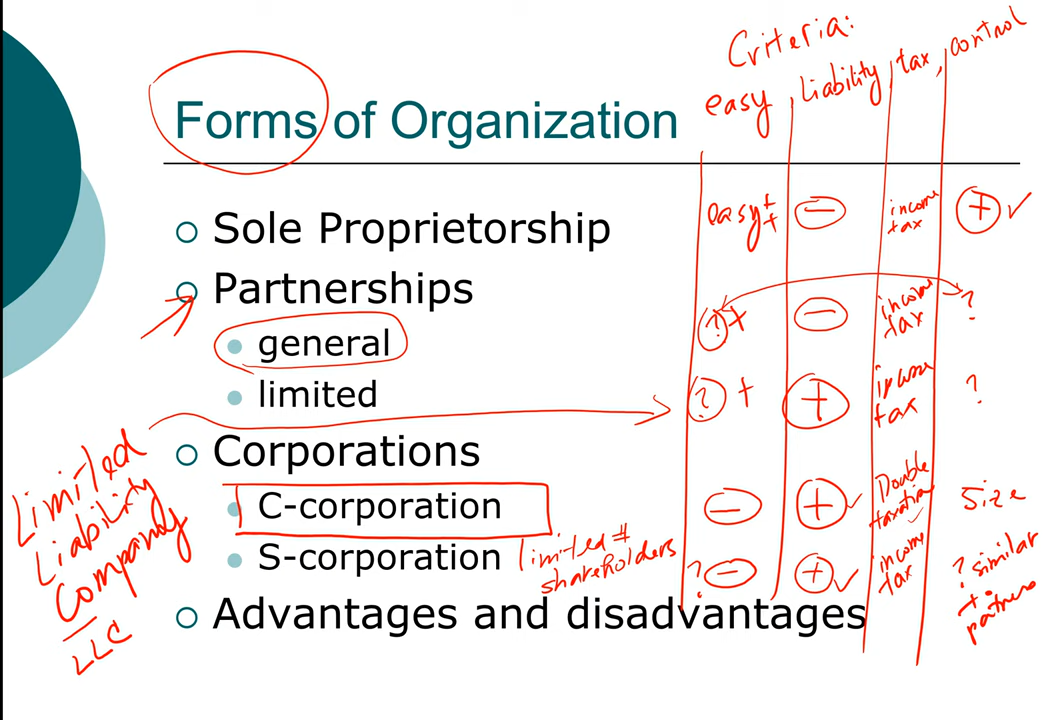 Criteria:
easy, liability, tax, control
Forms of Organization
Sole Proprietorship
easy ++ − income tax + ✓
Partnerships
general
? + − income tax ?
limited
? + + income tax ?
Limited
Liability
Company
LLC
Corporations
C-corporation
− + ✓ Double taxation ✓ Size
S-corporation
limited #
shareholders
? − + ✓ income tax ? similar
to partners
Advantages and disadvantages